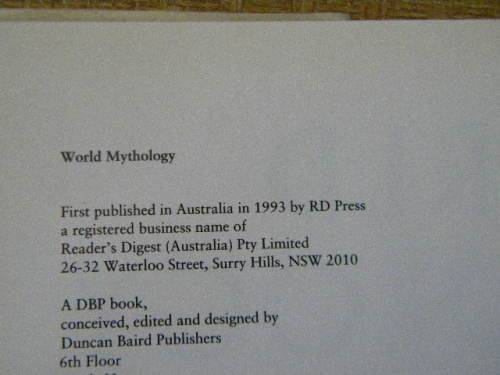 World Mythology
First published in Australia in 1993 by RD Press
a registered business name of
Reader's Digest (Australia) Pty Limited
26-32 Waterloo Street, Surry Hills, NSW 2010
A DBP book,
conceived, edited and designed by
Duncan Baird Publishers
6th Floor